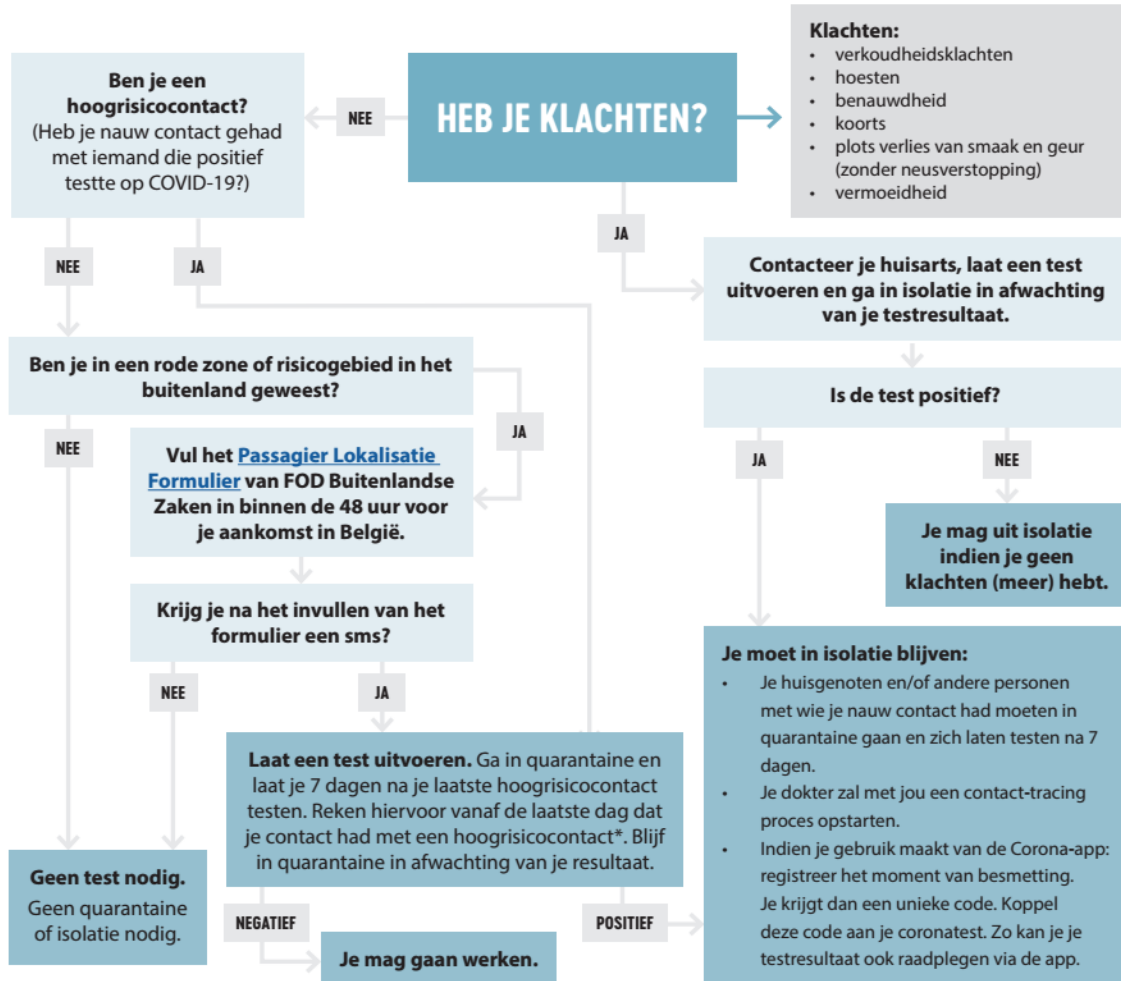 HEB JE KLACHTEN?
Klachten:
• verkoudheidsklachten
• hoesten
• benauwdheid
• koorts
• plots verlies van smaak en geur
(zonder neusverstopping)
• vermoeidheid
NEE
Ben je een
hoogrisicocontact?
(Heb je nauw contact gehad
met iemand die positief
testte op COVID-19?)
NEE
JA
Ben je in een rode zone of risicogebied in het
buitenland geweest?
NEE
JA
Vul het Passagier Lokalisatie
Formulier van FOD Buitenlandse
Zaken in binnen de 48 uur voor
je aankomst in België.
Krijg je na het invullen van het
formulier een sms?
NEE
JA
Geen test nodig.
Geen quarantaine
of isolatie nodig.
Laat een test uitvoeren. Ga in quarantaine en
laat je 7 dagen na je laatste hoogrisicocontact
testen. Reken hiervoor vanaf de laatste dag dat
je contact had met een hoogrisicocontact*. Blijf
in quarantaine in afwachting van je resultaat.
NEGATIEF
Je mag gaan werken.
POSITIEF
JA
Contacteer je huisarts, laat een test
uitvoeren en ga in isolatie in afwachting
van je testresultaat.
Is de test positief?
JA
NEE
Je mag uit isolatie
indien je geen
klachten (meer) hebt.
Je moet in isolatie blijven:
• Je huisgenoten en/of andere personen
met wie je nauw contact had moeten in
quarantaine gaan en zich laten testen na 7
dagen.
• Je dokter zal met jou een contact-tracing
proces opstarten.
• Indien je gebruik maakt van de Corona-app:
registreer het moment van besmetting.
Je krijgt dan een unieke code. Koppel
deze code aan je coronatest. Zo kan je je
testresultaat ook raadplegen via de app.